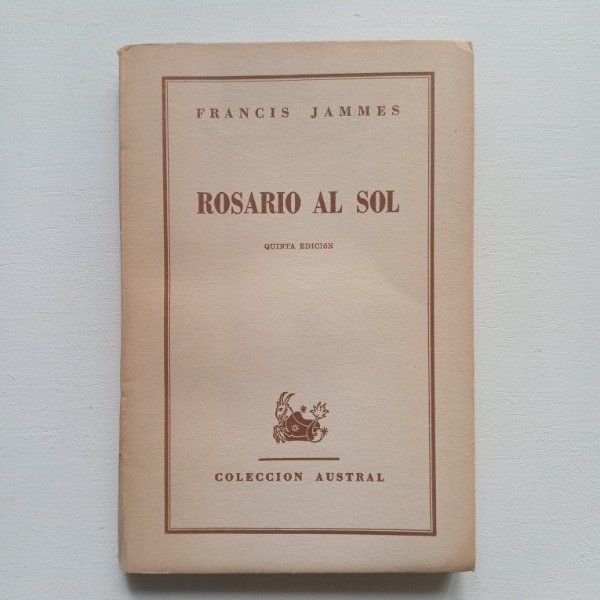 FRANCIS JAMMES
ROSARIO AL SOL
QUINTA EDICIÓN
COLECCION AUSTRAL